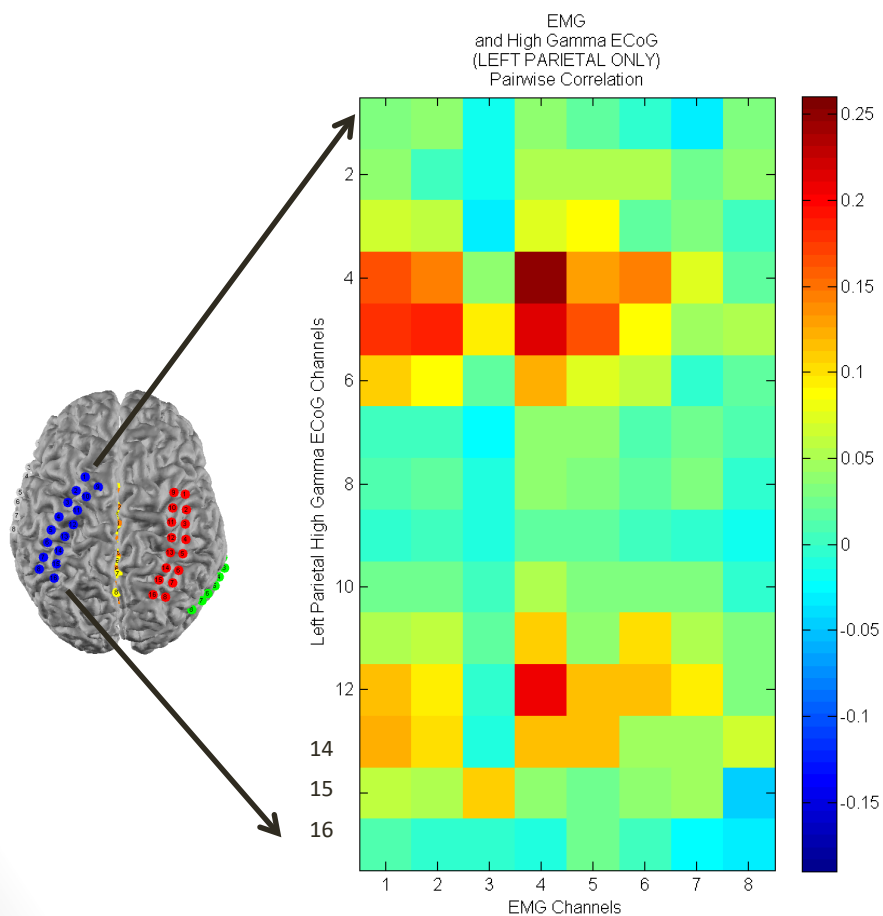 EMG
and High Gamma ECoG
(LEFT PARIETAL ONLY)
Pairwise Correlation
Left Parietal High Gamma ECoG Channels
2
4
6
8
10
12
14
15
16
1 2 3 4 5 6 7 8
EMG Channels
0.25
0.2
0.15
0.1
0.05
0
-0.05
-0.1
-0.15